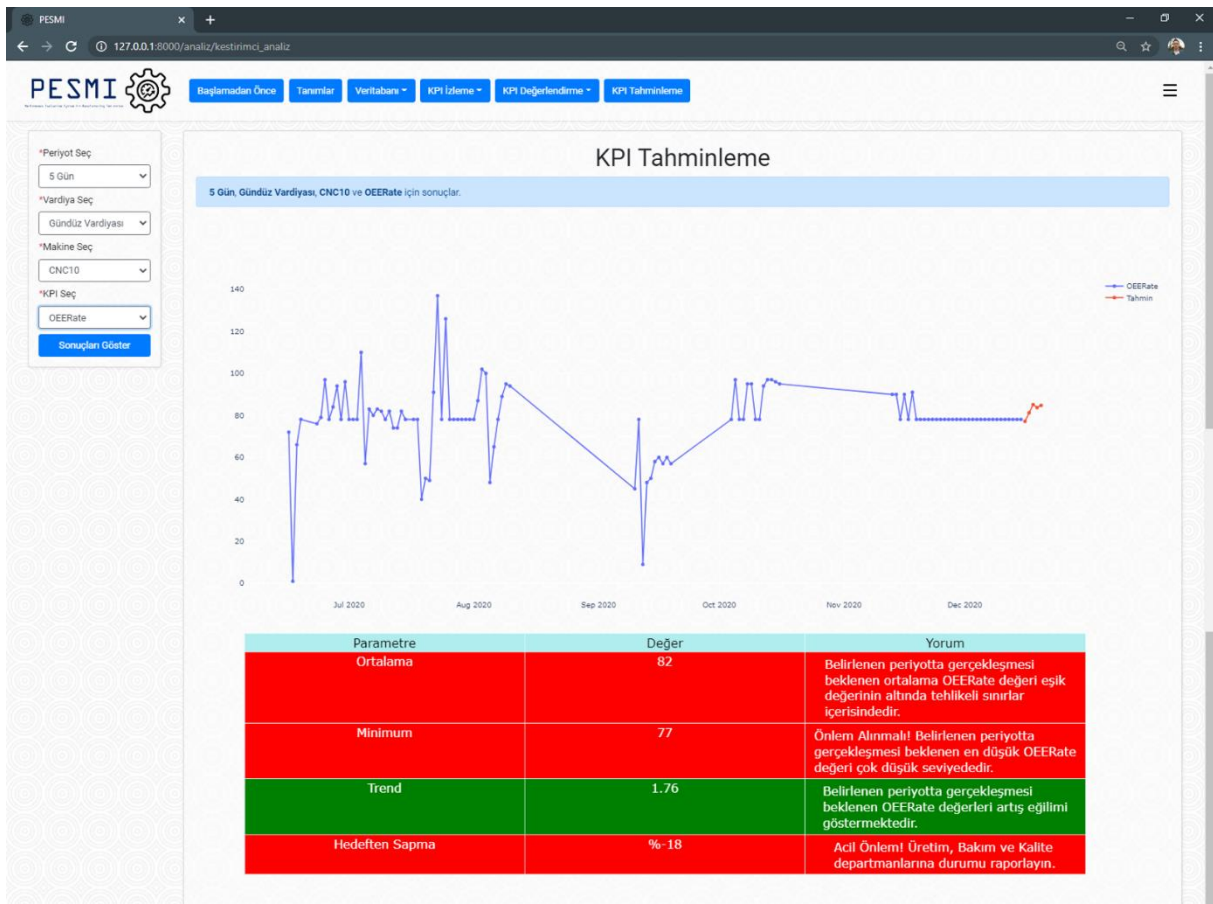 PESMI
127.0.0.1:8000/analiz/kestirimci_analiz
PESMI
Başlamadan Önce
Tanımlar
Veritabanı
KPI İzleme
KPI Değerlendirme
KPI Tahminleme
*Periyot Seç
5 Gün
*Vardiya Seç
Gündüz Vardiyası
*Makine Seç
CNC10
*KPI Seç
OEERate
Sonuçları Göster
KPI Tahminleme
5 Gün, Gündüz Vardiyası, CNC10 ve OEERate için sonuçlar.
OEERate
Tahmin
140
120
100
80
60
40
20
0
Jul 2020
Aug 2020
Sep 2020
Oct 2020
Nov 2020
Dec 2020
Parametre
Değer
Yorum
Ortalama
82
Belirlenen periyotta gerçekleşmesi
beklenen ortalama OEERate değeri eşik
değerinin altında tehlikeli sınırlar
içerisindedir.
Minimum
77
Önlem Alınmalı! Belirlenen periyotta
gerçekleşmesi beklenen en düşük OEERate
değeri çok düşük seviyededir.
Trend
1.76
Belirlenen periyotta gerçekleşmesi
beklenen OEERate değerleri artış eğilimi
göstermektedir.
Hedeften Sapma
%-18
Acil Önlem! Üretim, Bakım ve Kalite
departmanlarına durumu raporlayın.